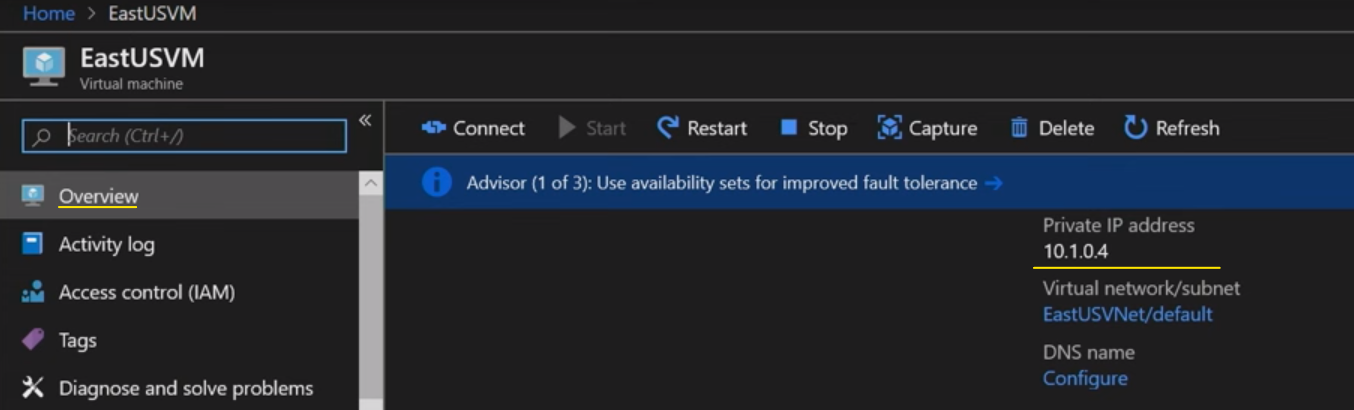 Home > EastUSVM
EastUSVM
Virtual machine
Search (Ctrl+/)
«
Overview
Activity log
Access control (IAM)
Tags
Diagnose and solve problems
Connect Start Restart Stop Capture Delete Refresh
Advisor (1 of 3): Use availability sets for improved fault tolerance →
Private IP address
10.1.0.4
Virtual network/subnet
EastUSVNet/default
DNS name
Configure